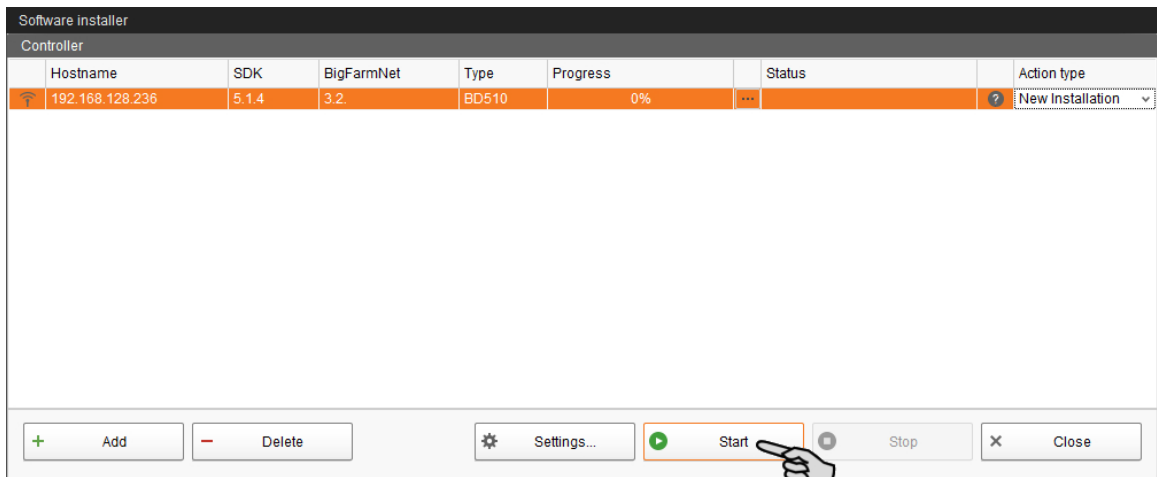 Software installer
Controller
Hostname SDK BigFarmNet Type Progress Status Action type
192.168.128.236 5.1.4 3.2. BD510 0% ... ? New Installation
+ Add − Delete Settings... Start Stop × Close